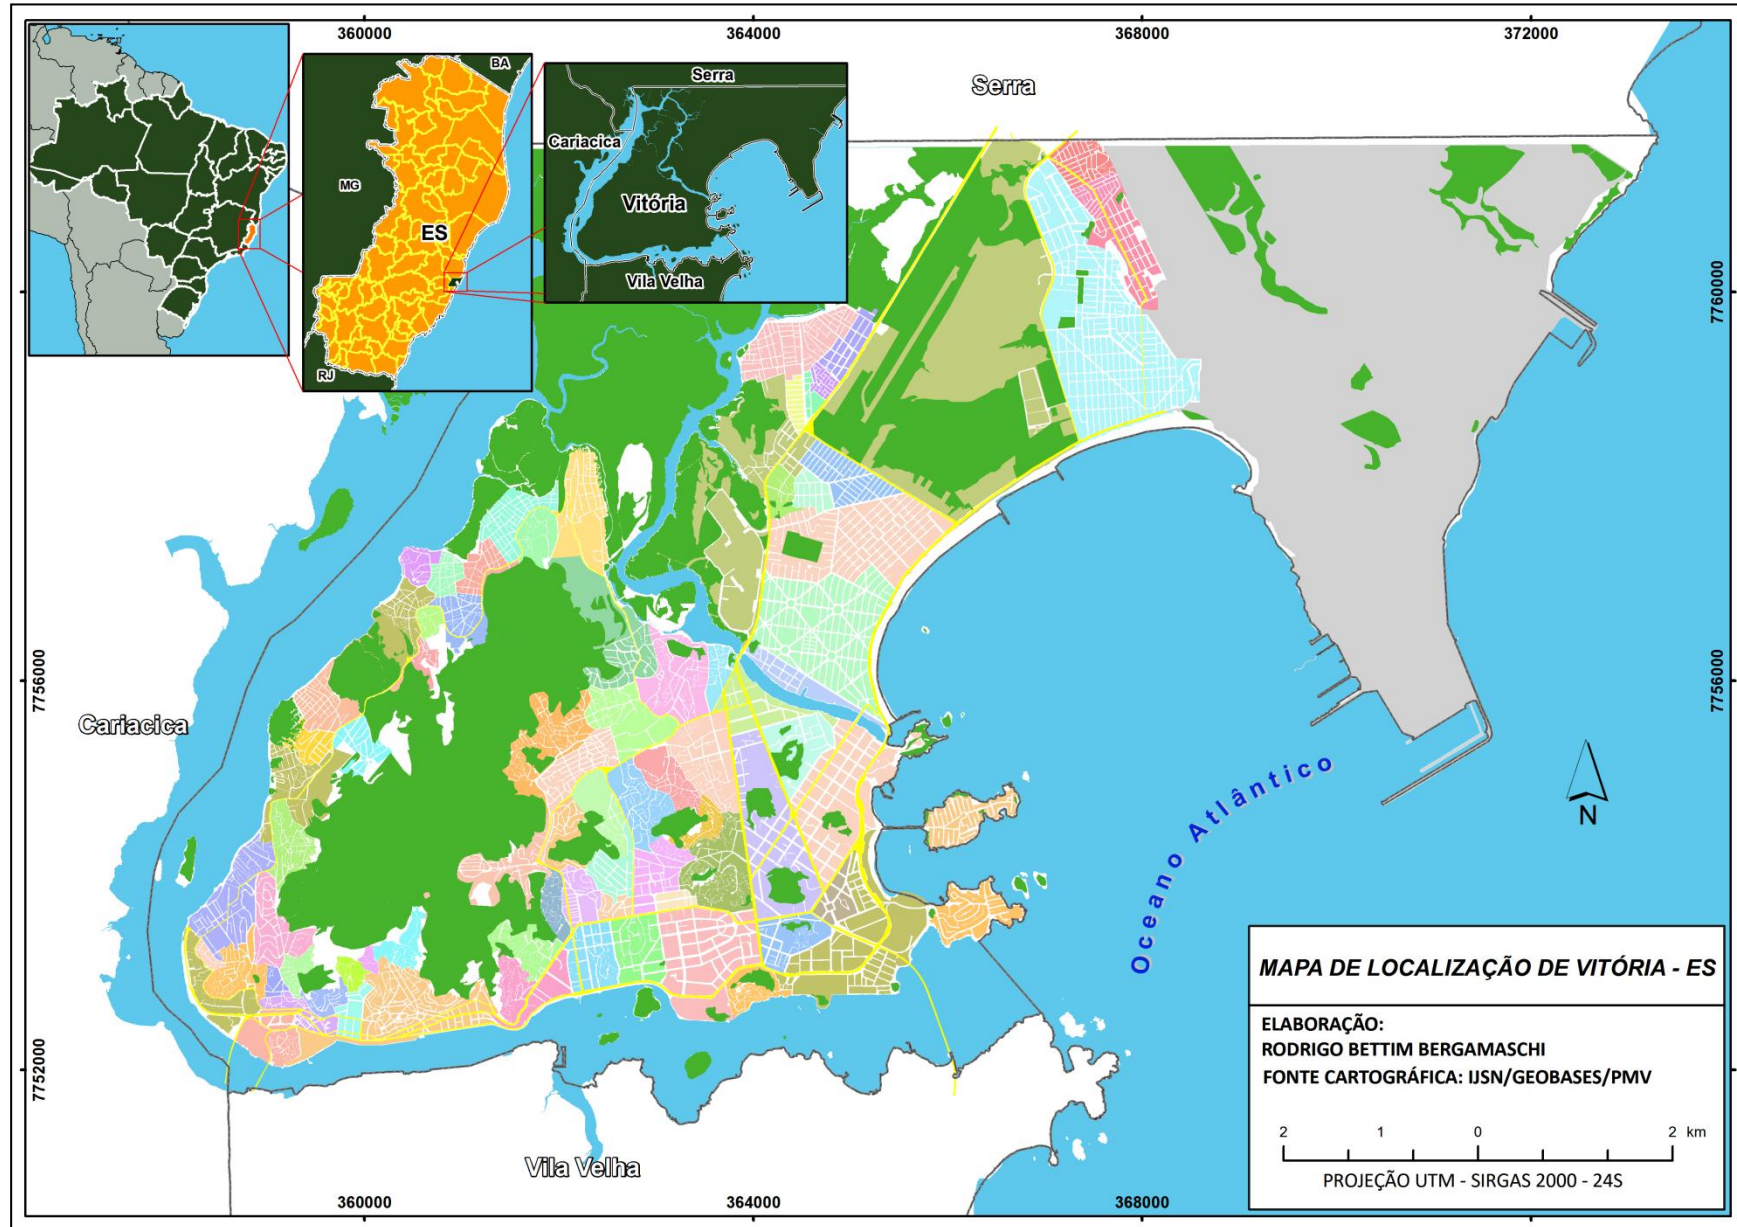 360000
364000
368000
372000
BA
MG
ES
RJ
Serra
Cariacica
Vitória
Vila Velha
Serra
7760000
7760000
7756000
7756000
7752000
Cariacica
Vila Velha
Oceano Atlântico
N
MAPA DE LOCALIZAÇÃO DE VITÓRIA - ES
ELABORAÇÃO:
RODRIGO BETTIM BERGAMASCHI
FONTE CARTOGRÁFICA: IJSN/GEOBASES/PMV
2 1 0 2 km
PROJEÇÃO UTM - SIRGAS 2000 - 24S
360000
364000
368000